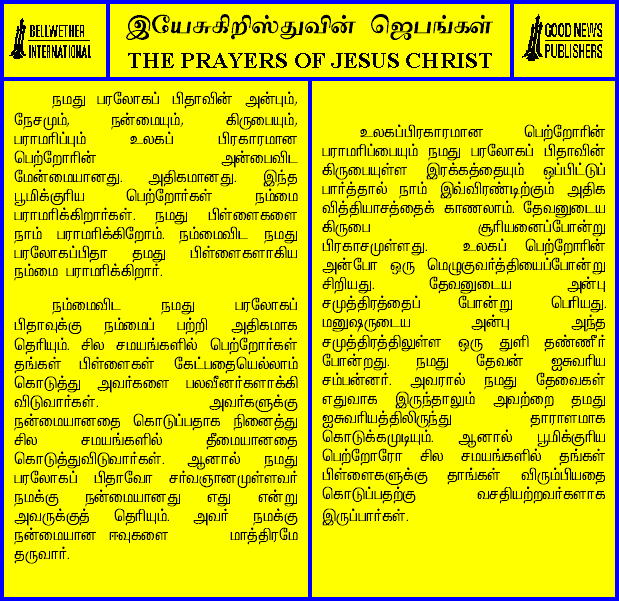 BELLWETHER
INTERNATIONAL
இயேசுகிறிஸ்துவின் ஜெபங்கள்
THE PRAYERS OF JESUS CHRIST
GOOD NEWS
PUBLISHERS
நமது பரலோகப் பிதாவின் அன்பும்,
நேசமும், நன்மையும், கிருபையும்,
பராமரிப்பும் உலகப் பிரகாரமான
பெற்றோரின் அன்பைவிட
மேன்மையானது. அதிகமானது. இந்த
பூமிக்குரிய பெற்றோர்கள் நம்மை
பராமரிக்கிறார்கள். நமது பிள்ளைகளை
நாம் பராமரிக்கிறோம். நம்மைவிட நமது
பரலோகப்பிதா தமது பிள்ளைகளாகிய
நம்மை பராமரிக்கிறார்.
நம்மைவிட நமது பரலோகப்
பிதாவுக்கு நம்மைப் பற்றி அதிகமாக
தெரியும். சில சமயங்களில் பெற்றோர்கள்
தங்கள் பிள்ளைகள் கேட்பதையெல்லாம்
கொடுத்து அவர்களை பலவீனர்களாக்கி
விடுவார்கள். அவர்களுக்கு
நன்மையானதை கொடுப்பதாக நினைத்து
சில சமயங்களில் தீமையானதை
கொடுத்துவிடுவார்கள். ஆனால் நமது
பரலோகப் பிதாவோ சர்வஞானமுள்ளவர்
நமக்கு நன்மையானது எது என்று
அவருக்குத் தெரியும். அவர் நமக்கு
நன்மையான ஈவுகளை மாத்திரமே
தருவார்.
உலகப்பிரகாரமான பெற்றோரின்
பராமரிப்பையும் நமது பரலோகப் பிதாவின்
கிருபையுள்ள இரக்கத்தையும் ஒப்பிட்டுப்
பார்த்தால் நாம் இவ்விரண்டிற்கும் அதிக
வித்தியாசத்தைக் காணலாம். தேவனுடைய
கிருபை சூரியனைப்போன்று
பிரகாசமுள்ளது. உலகப் பெற்றோரின்
அன்போ ஒரு மெழுகுவர்த்தியைப்போன்று
சிறியது. தேவனுடைய அன்பு
சமுத்திரத்தைப் போன்று பெரியது.
மனுஷருடைய அன்பு அந்த
சமுத்திரத்திலுள்ள ஒரு துளி தண்ணீர்
போன்றது. நமது தேவன் ஐசுவரிய
சம்பன்னர். அவரால் நமது தேவைகள்
எதுவாக இருந்தாலும் அவற்றை தமது
ஐசுவரியத்திலிருந்து தாராளமாக
கொடுக்கமுடியும். ஆனால் பூமிக்குரிய
பெற்றோரோ சில சமயங்களில் தங்கள்
பிள்ளைகளுக்கு தாங்கள் விரும்பியதை
கொடுப்பதற்கு வசதியற்றவர்களாக
இருப்பார்கள்.